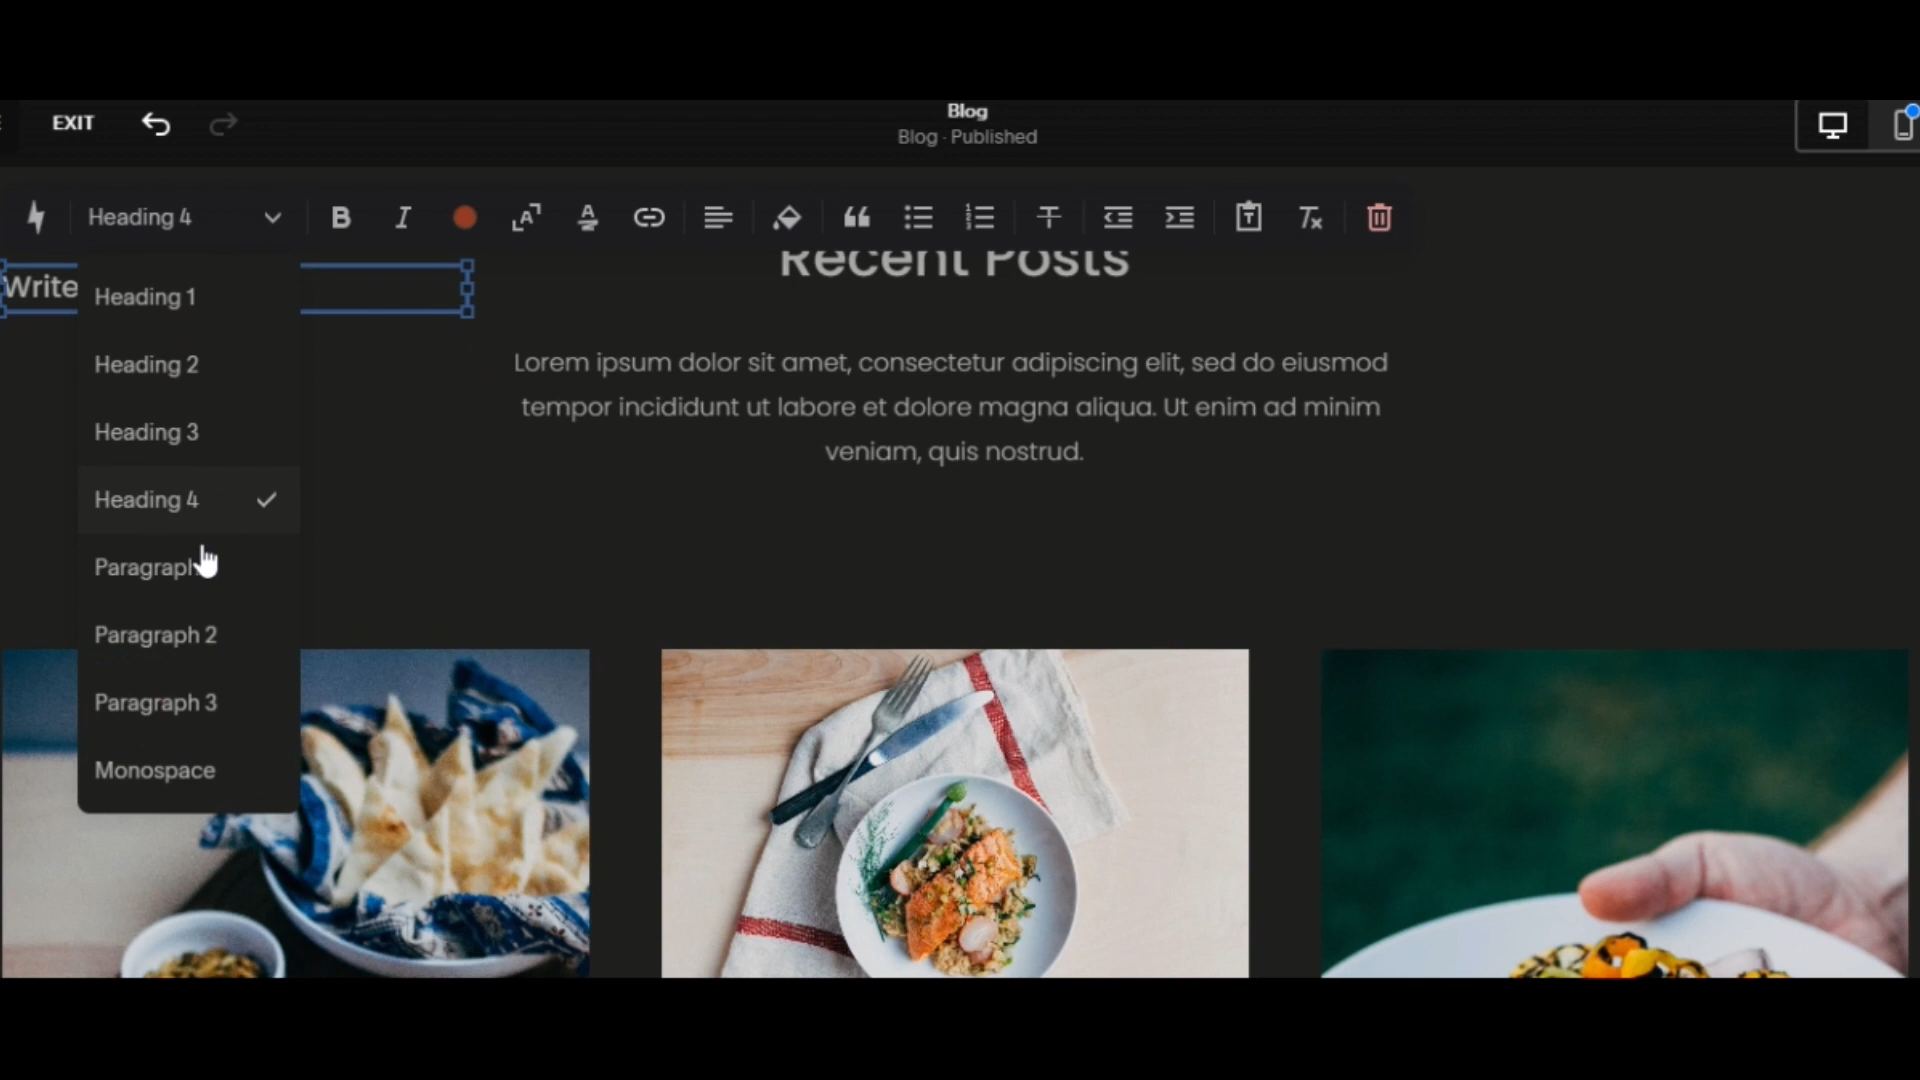 Blog
EXIT
Blog · Published
Heading 4
Recent Posts
Write
Heading 1
Heading 2
Heading 3
Heading 4
Paragraph
Paragraph 2
Paragraph 3
Monospace
Lorem ipsum dolor sit amet, consectetur adipiscing elit, sed do eiusmod
tempor incididunt ut labore et dolore magna aliqua. Ut enim ad minim
veniam, quis nostrud.